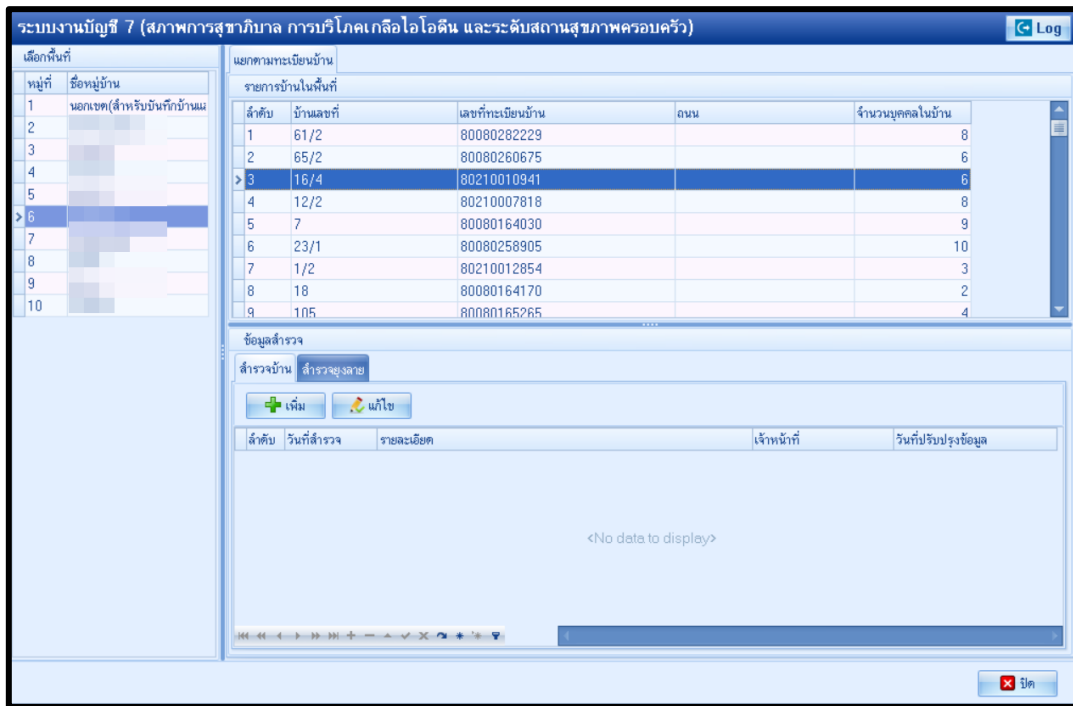 ระบบงานบัญชี 7 (สภาพการสุขาภิบาล การบริโภคเกลือไอโอดีน และระดับสถานสุขภาพครอบครัว)
Log
เลือกพื้นที่
หมู่ที่ ชื่อหมู่บ้าน
1 นอกเขต(สำหรับบันทึกบ้านแ
2
3
4
5
6
7
8
9
10
แยกตามทะเบียนบ้าน
รายการบ้านในพื้นที่
ลำดับ บ้านเลขที่ เลขที่ทะเบียนบ้าน ถนน จำนวนบุคคลในบ้าน
1 61/2 80080282229 8
2 65/2 80080260675 6
3 16/4 80210010941 6
4 12/2 80210007818 8
5 7 80080164030 9
6 23/1 80080258905 10
7 1/2 80210012854 3
8 18 80080164170 2
9 105 80080165265 4
ข้อมูลสำรวจ
สำรวจบ้าน สำรวจยุงลาย
เพิ่ม แก้ไข
ลำดับ วันที่สำรวจ รายละเอียด เจ้าหน้าที่ วันที่ปรับปรุงข้อมูล
<No data to display>
ปิด